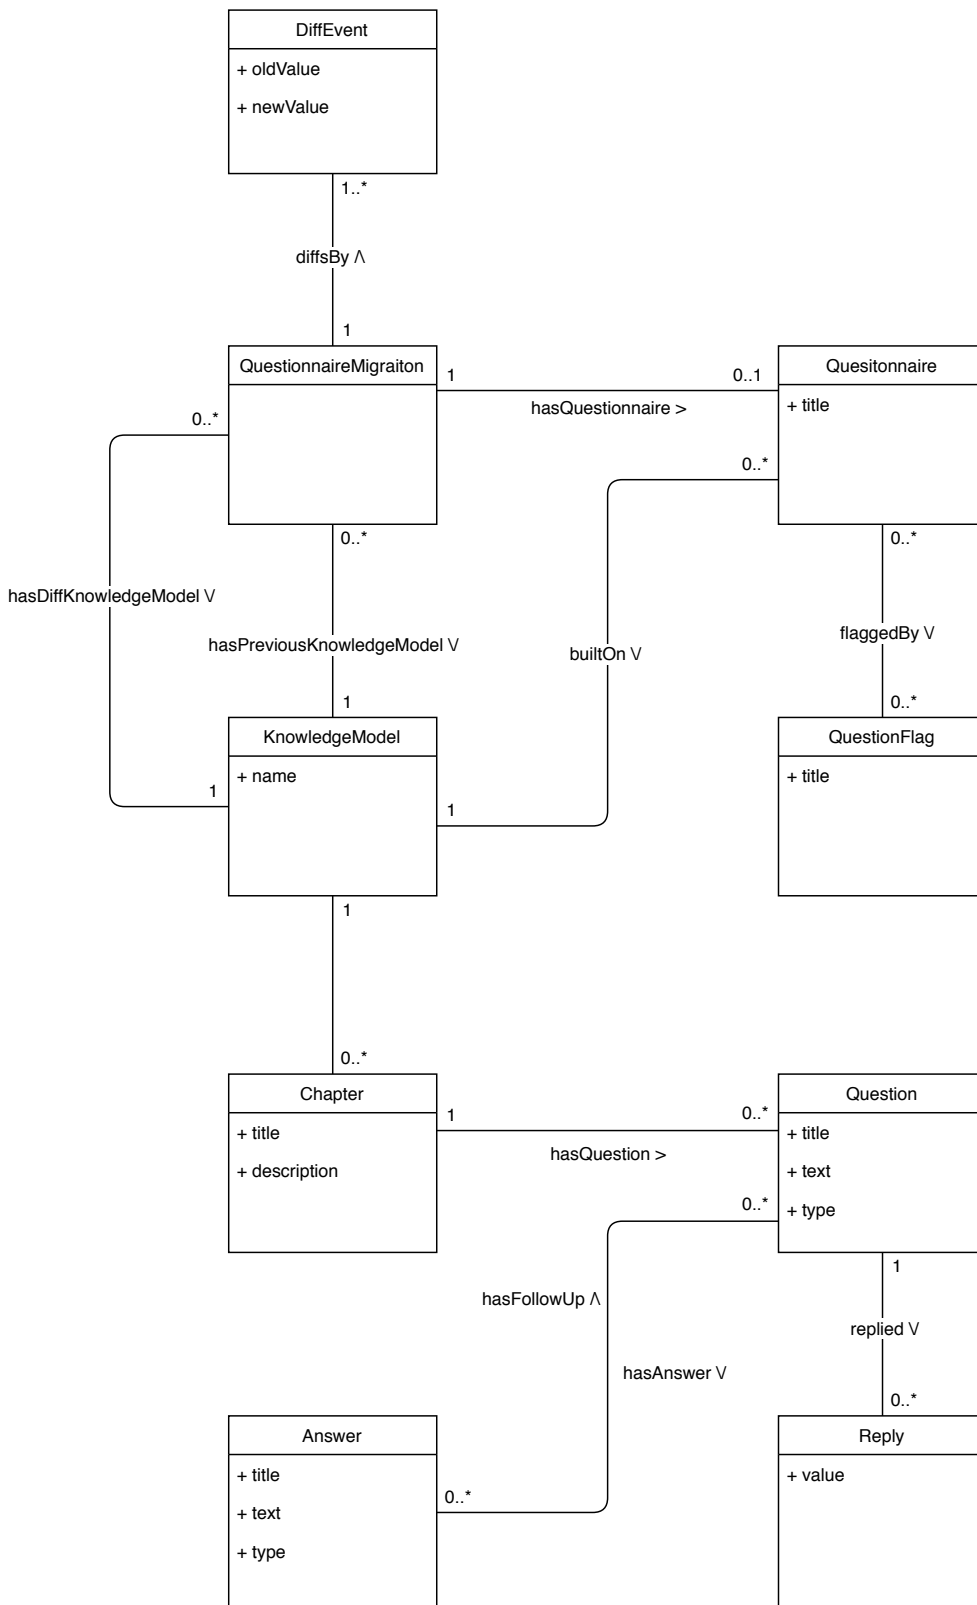 DiffEvent
+ oldValue
+ newValue
1..*
diffsBy /\
1
QuestionnaireMigraiton
1
0..1
hasQuestionnaire >
Quesitonnaire
+ title
0..*
0..*
0..*
0..*
hasDiffKnowledgeModel \/
hasPreviousKnowledgeModel \/
builtOn \/
flaggedBy \/
1
0..*
KnowledgeModel
+ name
1
1
QuestionFlag
+ title
1
0..*
Chapter
+ title
+ description
1
0..*
hasQuestion >
Question
+ title
+ text
+ type
0..*
1
hasFollowUp /\
replied \/
hasAnswer \/
0..*
Answer
+ title
+ text
+ type
0..*
Reply
+ value